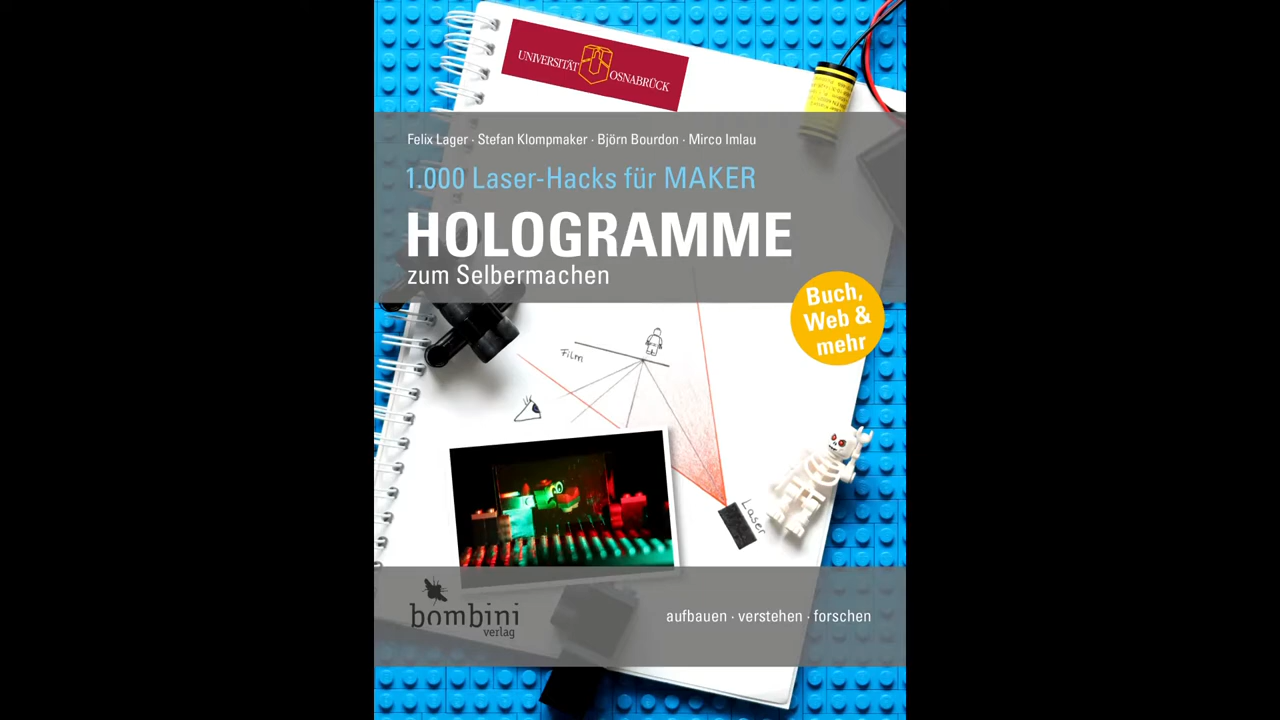 UNIVERSITÄT OSNABRÜCK
Felix Lager · Stefan Klompmaker · Björn Bourdon · Mirco Imlau
1.000 Laser-Hacks für MAKER
HOLOGRAMME
zum Selbermachen
Buch,
Web &
mehr
Film
Laser
bombini
verlag
aufbauen · verstehen · forschen